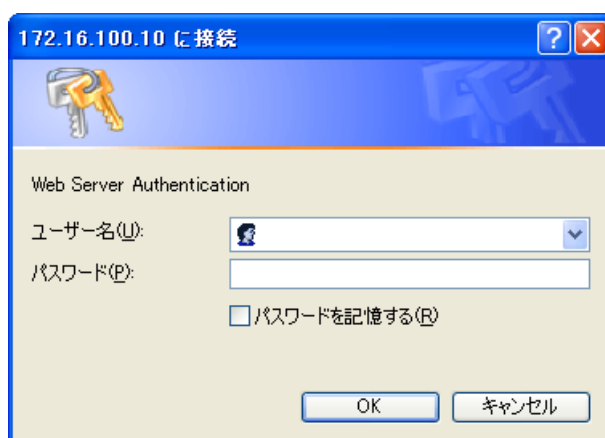 172.16.100.10 に接続
Web Server Authentication
ユーザー名(U):
パスワード(P):
パスワードを記憶する(R)
OK キャンセル